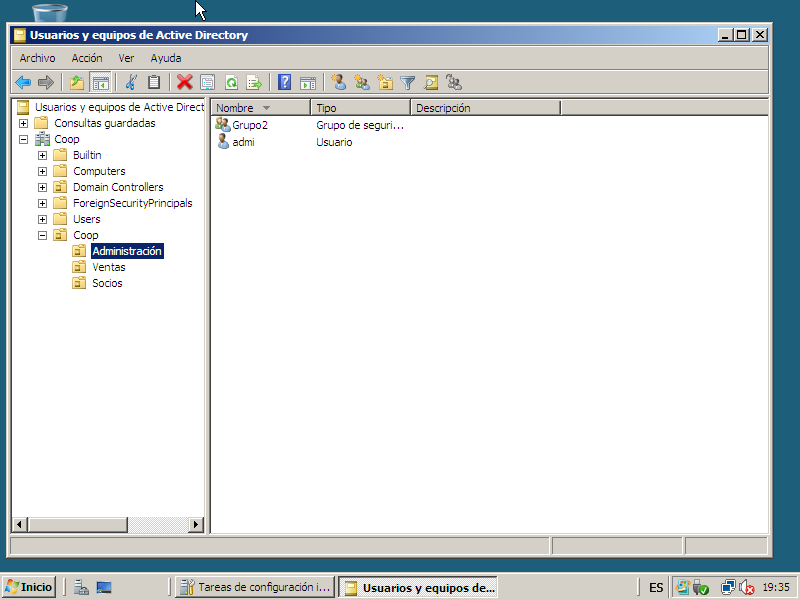 Usuarios y equipos de Active Directory
Archivo Acción Ver Ayuda
Usuarios y equipos de Active Direct
Consultas guardadas
Coop
Builtin
Computers
Domain Controllers
ForeignSecurityPrincipals
Users
Coop
Administración
Ventas
Socios
Nombre Tipo Descripción
Grupo2 Grupo de seguri...
admi Usuario
Inicio Tareas de configuración i... Usuarios y equipos de... ES 19:35